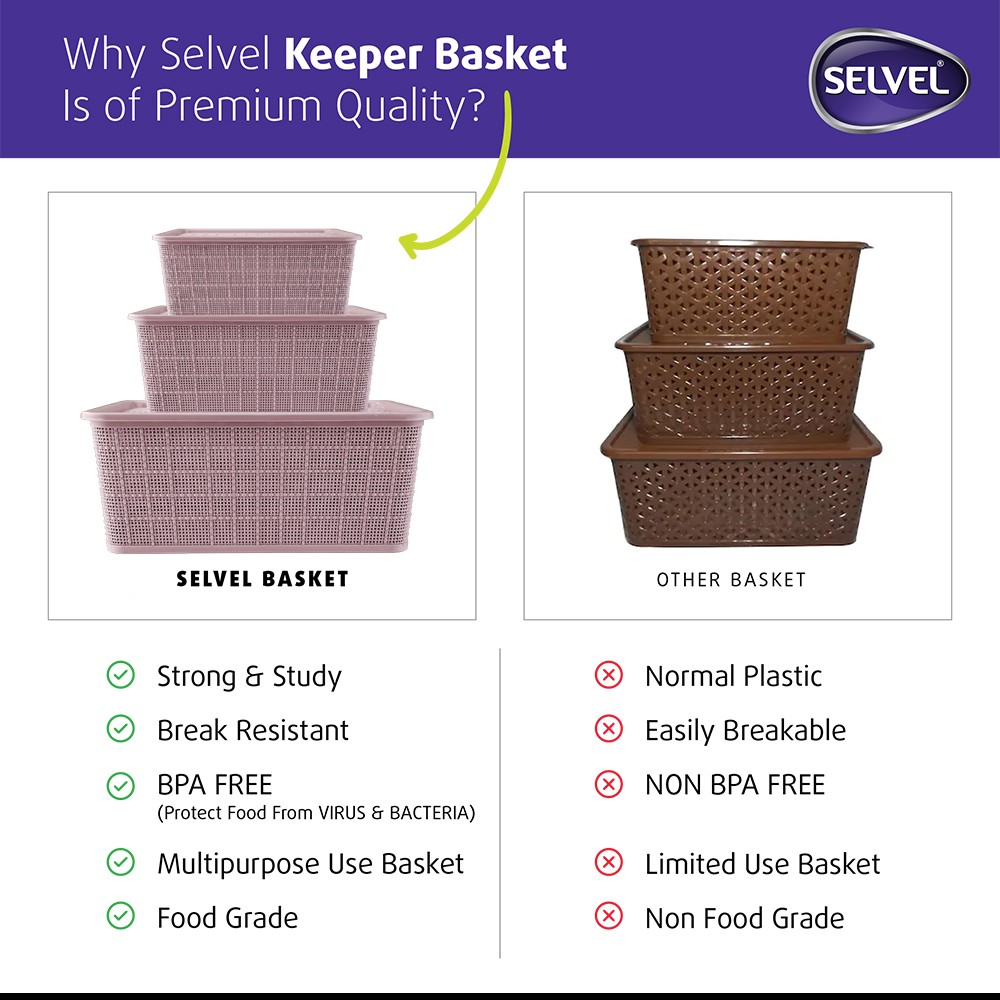 Why Selvel Keeper Basket
Is of Premium Quality?
SELVEL®
SELVEL BASKET
OTHER BASKET
Strong & Study
Break Resistant
BPA FREE
(Protect Food From VIRUS & BACTERIA)
Multipurpose Use Basket
Food Grade
Normal Plastic
Easily Breakable
NON BPA FREE
Limited Use Basket
Non Food Grade